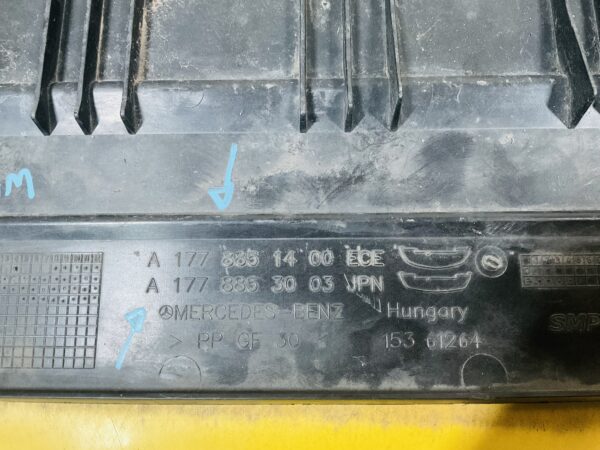 M
A 177 885 14 00 ECE
A 177 885 30 03 JPN
MERCEDES-BENZ Hungary
> PP GF 30 153 61264
SMP